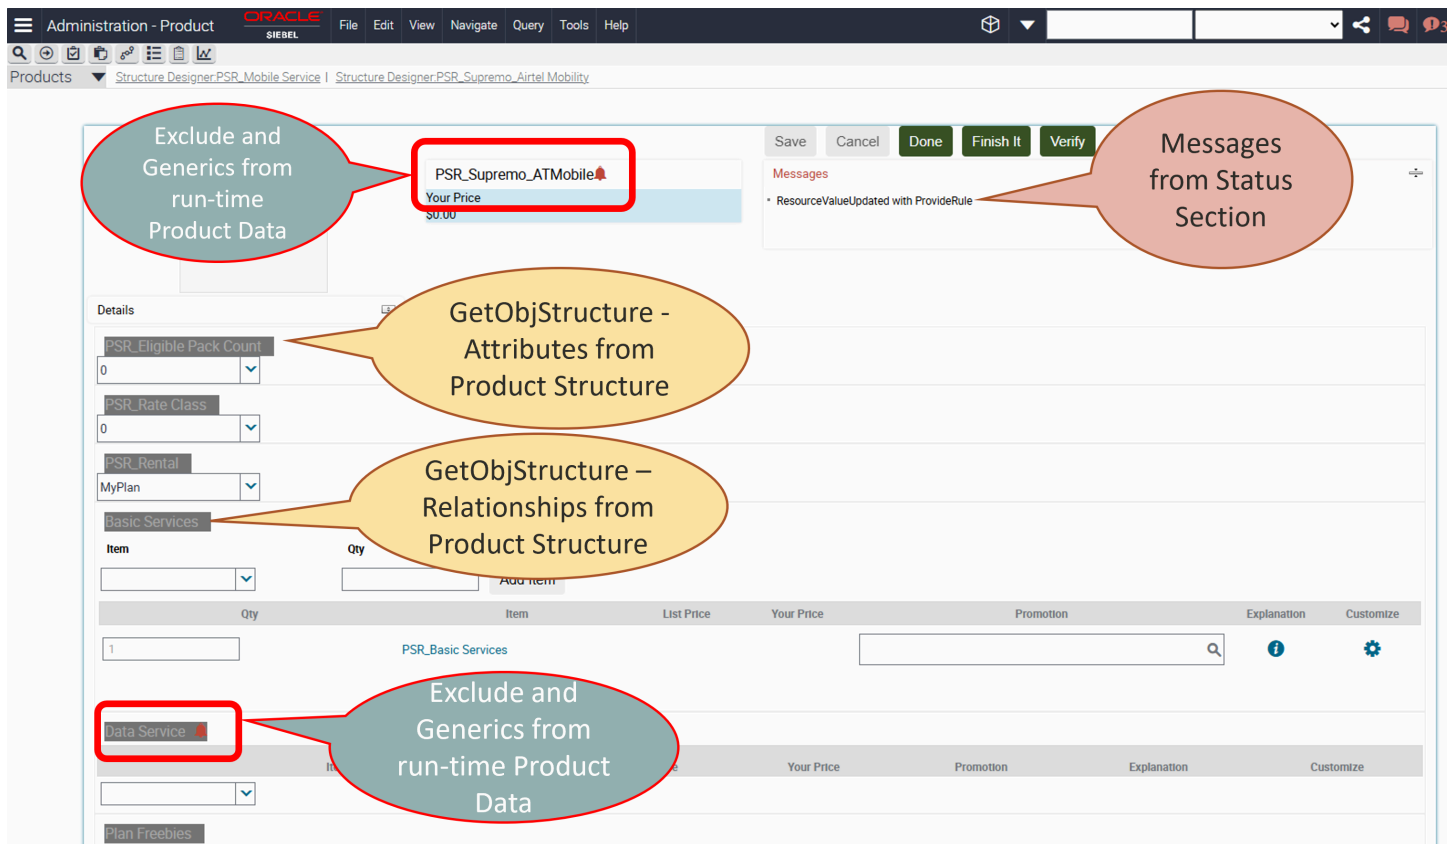 Administration - Product
ORACLE
SIEBEL
File Edit View Navigate Query Tools Help
3
Products
Structure Designer:PSR_Mobile Service | Structure Designer:PSR_Supremo_Airtel Mobility
Exclude and
Generics from
run-time
Product Data
PSR_Supremo_ATMobile
Your Price
$0.00
Save Cancel Done Finish It Verify
Messages
ResourceValueUpdated with ProvideRule
Messages
from Status
Section
Details
GetObjStructure -
Attributes from
Product Structure
PSR_Eligible Pack Count
0
PSR_Rate Class
0
PSR_Rental
MyPlan
GetObjStructure –
Relationships from
Product Structure
Basic Services
Item Qty
Add Item
Qty Item List Price Your Price Promotion Explanation Customize
1 PSR_Basic Services
Exclude and
Generics from
run-time Product
Data
Data Service
Your Price Promotion Explanation Customize
Plan Freebies